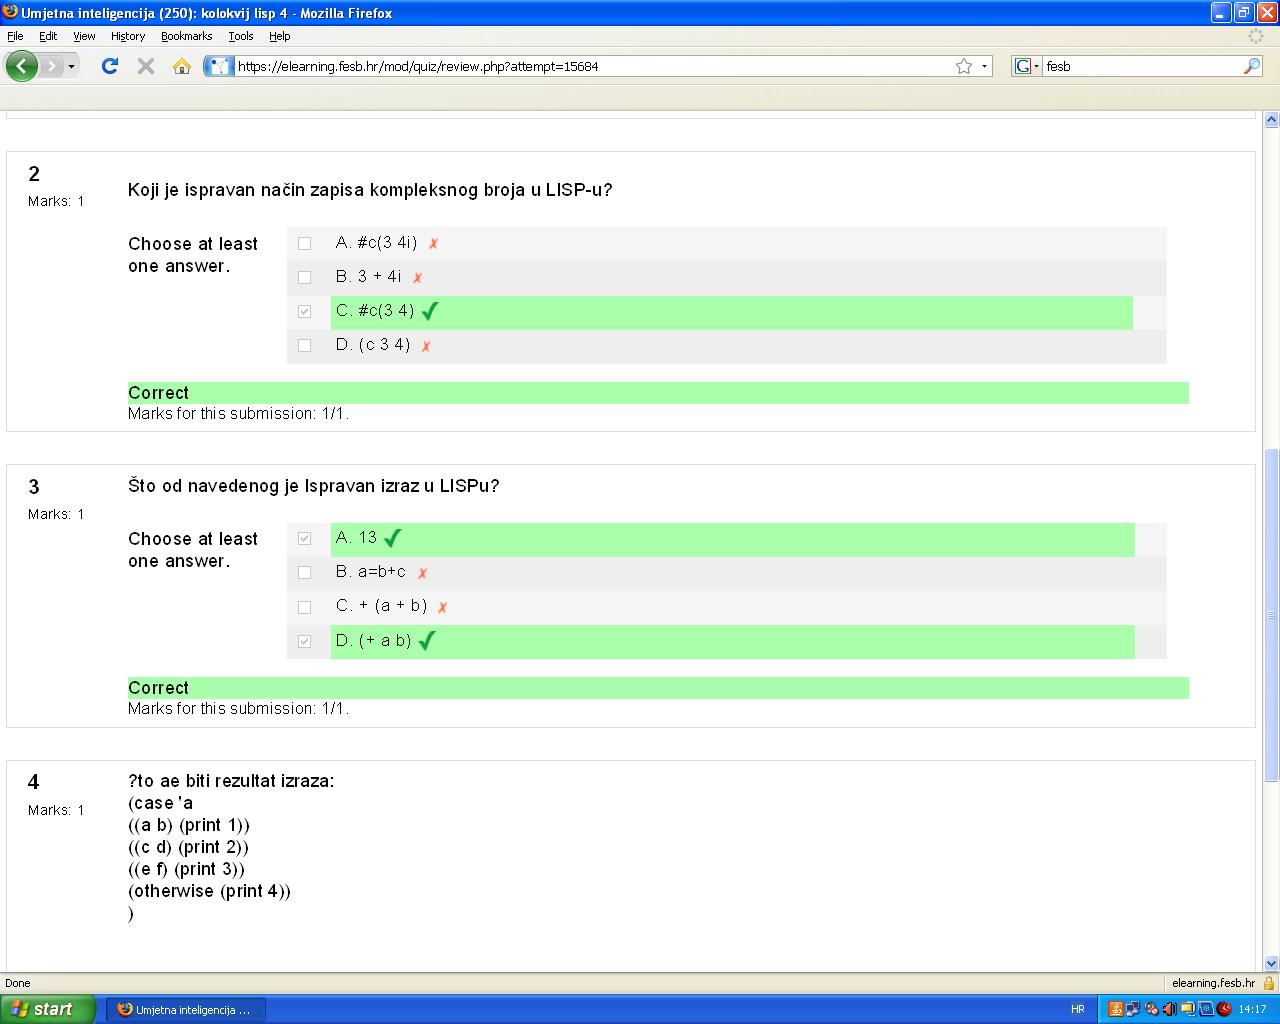 Umjetna inteligencija (250): kolokvij lisp 4 - Mozilla Firefox
File Edit View History Bookmarks Tools Help
https://elearning.fesb.hr/mod/quiz/review.php?attempt=15684
G fesb
2
Marks: 1
Koji je ispravan način zapisa kompleksnog broja u LISP-u?
Choose at least
one answer.
A. #c(3 4i) ✗
B. 3 + 4i ✗
C. #c(3 4) ✓
D. (c 3 4) ✗
Correct
Marks for this submission: 1/1.
3
Marks: 1
Što od navedenog je Ispravan izraz u LISPu?
Choose at least
one answer.
A. 13 ✓
B. a=b+c ✗
C. + (a + b) ✗
D. (+ a b) ✓
Correct
Marks for this submission: 1/1.
4
Marks: 1
?to ae biti rezultat izraza:
(case 'a
((a b) (print 1))
((c d) (print 2))
((e f) (print 3))
(otherwise (print 4))
)
Done
elearning.fesb.hr
start
Umjetna inteligencija ...
HR
14:17